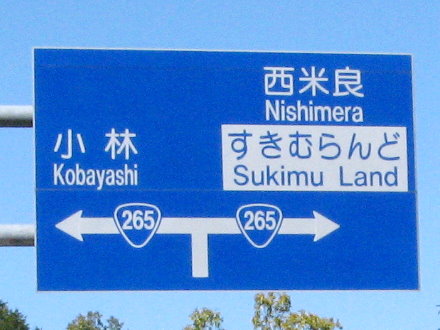 西米良
Nishimera
小林
Kobayashi
すきむらんど
Sukimu Land
265
265